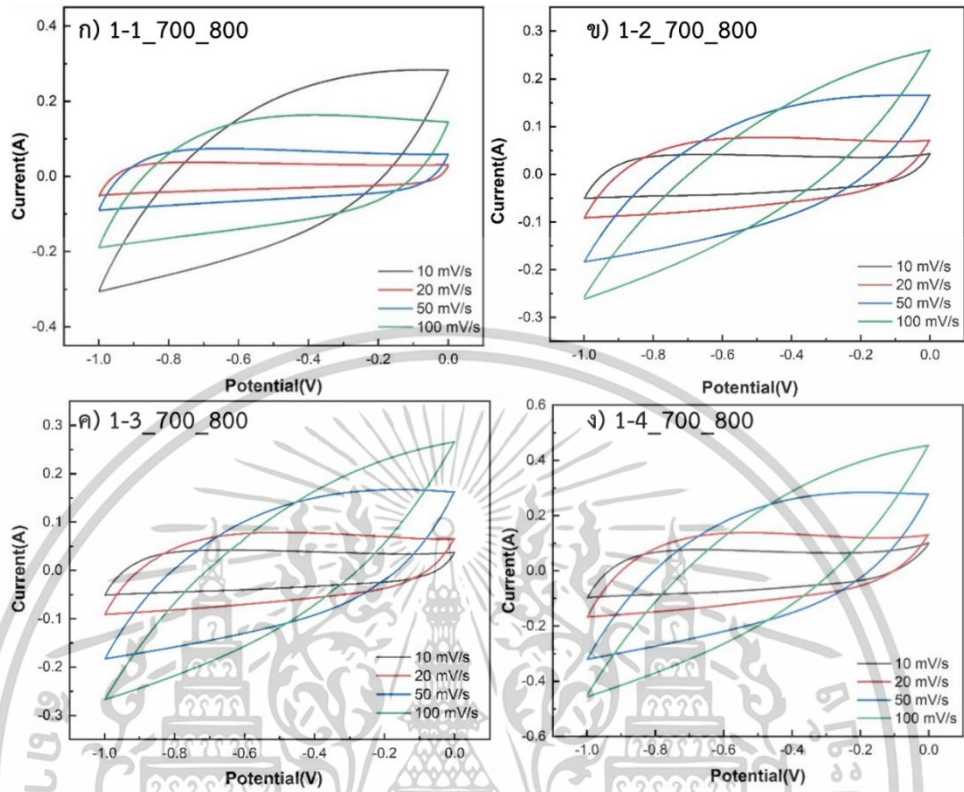 ก) 1-1_700_800
0.4
0.2
0.0
-0.2
-0.4
Current(A)
10 mV/s
20 mV/s
50 mV/s
100 mV/s
-1.0 -0.8 -0.6 -0.4 -0.2 0.0
Potential(V)
ข) 1-2_700_800
0.3
0.2
0.1
0.0
-0.1
-0.2
-0.3
Current(A)
10 mV/s
20 mV/s
50 mV/s
100 mV/s
-1.0 -0.8 -0.6 -0.4 -0.2 0.0
Potential(V)
ค) 1-3_700_800
0.3
0.2
0.1
0.0
-0.1
-0.2
-0.3
Current(A)
10 mV/s
20 mV/s
50 mV/s
100 mV/s
-1.0 -0.8 -0.6 -0.4 -0.2 0.0
Potential(V)
ง) 1-4_700_800
0.6
0.4
0.2
0.0
-0.2
-0.4
-0.6
Current(A)
10 mV/s
20 mV/s
50 mV/s
100 mV/s
-1.0 -0.8 -0.6 -0.4 -0.2 0.0
Potential(V)